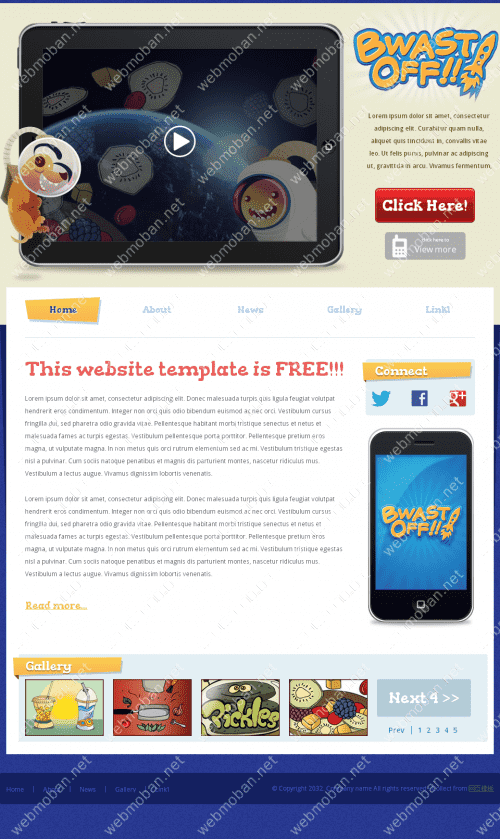 BWAST
OFF!!
Lorem ipsum dolor sit amet, consectetur
adipiscing elit. Curabitur quam nulla,
aliquet quis tincidunt in, convallis vitae
leo. Ut felis purus, pulvinar ac adipiscing
ut, gravida in arcu. Vivamus fermentum.
Click Here!
click here to
View more
Home
About
News
Gallery
Link1
This website template is FREE!!!
Lorem ipsum dolor sit amet, consectetur adipiscing elit. Donec malesuada turpis quis ligula feugiat volutpat
hendrerit eros condimentum. Integer non orci quis odio bibendum euismod ac nec orci. Vestibulum cursus
fringilla dui, sed pharetra odio gravida vitae. Pellentesque habitant morbi tristique senectus et netus et
malesuada fames ac turpis egestas. Vestibulum pellentesque porta porttitor. Pellentesque pretium eros
magna, ut vulputate magna. In non metus quis orci rutrum elementum sed ac mi. Vestibulum tristique egestas
nisl a pulvinar. Cum sociis natoque penatibus et magnis dis parturient montes, nascetur ridiculus mus.
Vestibulum a lectus augue. Vivamus dignissim lobortis venenatis.
Lorem ipsum dolor sit amet, consectetur adipiscing elit. Donec malesuada turpis quis ligula feugiat volutpat
hendrerit eros condimentum. Integer non orci quis odio bibendum euismod ac nec orci. Vestibulum cursus
fringilla dui, sed pharetra odio gravida vitae. Pellentesque habitant morbi tristique senectus et netus et
malesuada fames ac turpis egestas. Vestibulum pellentesque porta porttitor. Pellentesque pretium eros
magna, ut vulputate magna. In non metus quis orci rutrum elementum sed ac mi. Vestibulum tristique egestas
nisl a pulvinar. Cum sociis natoque penatibus et magnis dis parturient montes, nascetur ridiculus mus.
Vestibulum a lectus augue. Vivamus dignissim lobortis venenatis.
Read more...
Connect
BWAST
OFF!!
Gallery
Pickles
Next 4 >>
Prev | 1 2 3 4 5
Home | About | News | Gallery | Link1
© Copyright 2032. Company name All rights reserved. Collect from 网页模板
webmoban.net